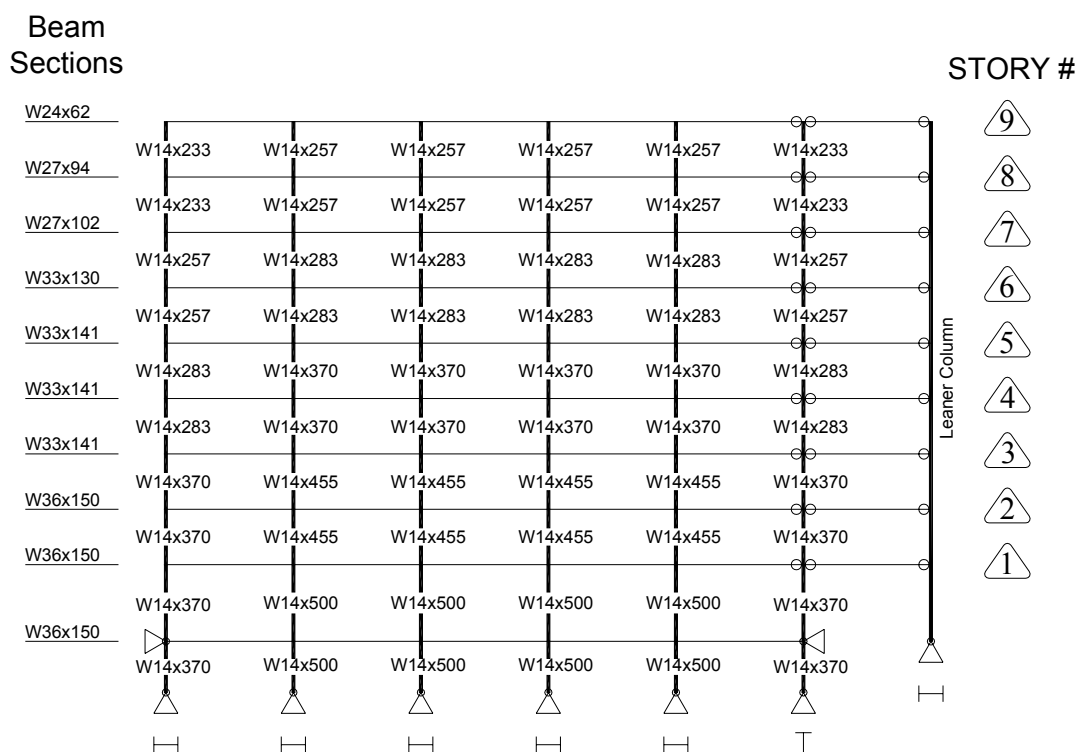 Beam
Sections
STORY #
W24x62
9
W14x233 W14x257 W14x257 W14x257 W14x257 W14x233
W27x94
8
W14x233 W14x257 W14x257 W14x257 W14x257 W14x233
W27x102
7
W14x257 W14x283 W14x283 W14x283 W14x283 W14x257
W33x130
6
W14x257 W14x283 W14x283 W14x283 W14x283 W14x257
W33x141
5
W14x283 W14x370 W14x370 W14x370 W14x370 W14x283
W33x141
4
Leaner Column
W14x283 W14x370 W14x370 W14x370 W14x370 W14x283
W33x141
3
W14x370 W14x455 W14x455 W14x455 W14x455 W14x370
W36x150
2
W14x370 W14x455 W14x455 W14x455 W14x455 W14x370
W36x150
1
W14x370 W14x500 W14x500 W14x500 W14x500 W14x370
W36x150
W14x370 W14x500 W14x500 W14x500 W14x500 W14x370